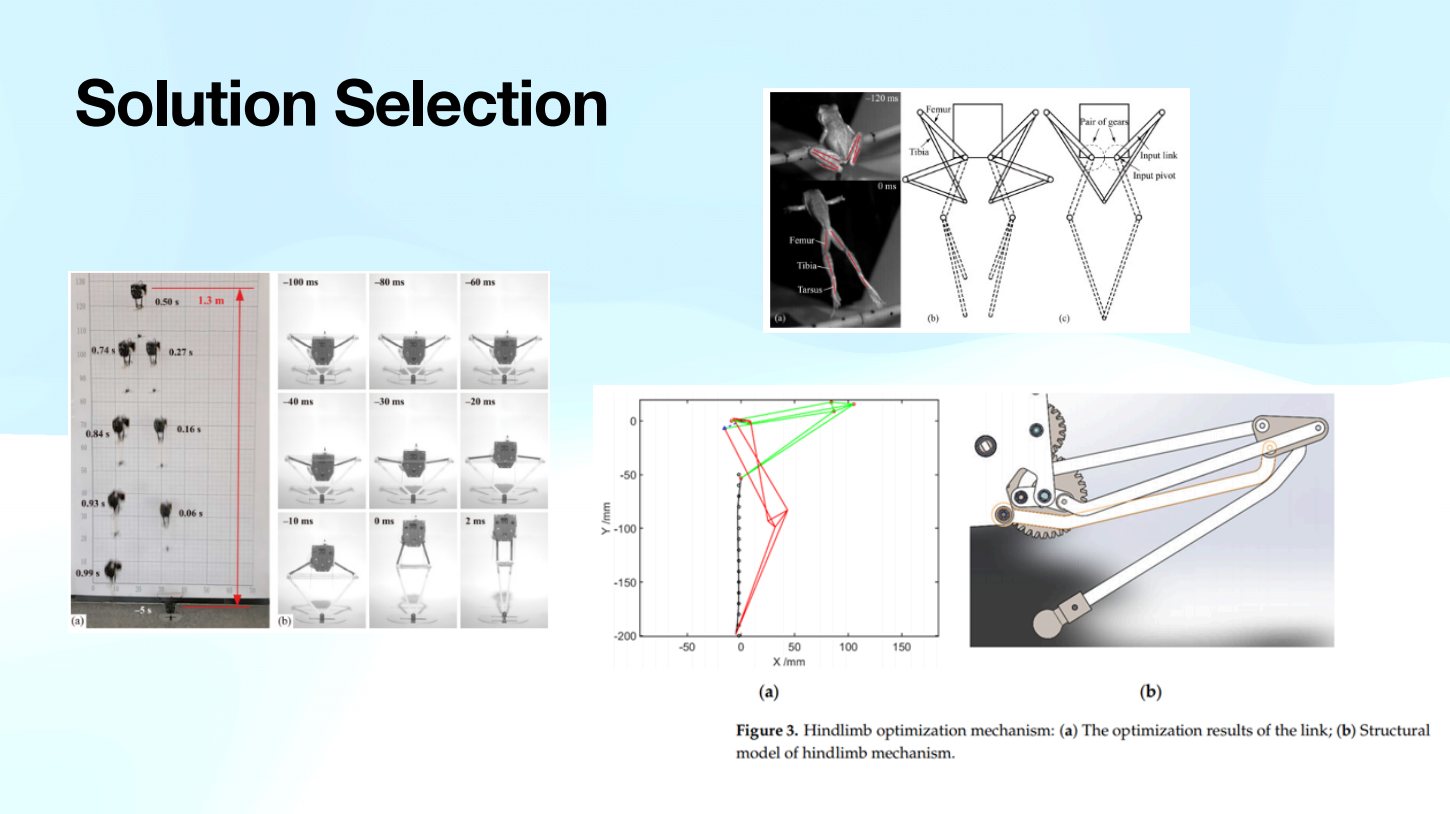 Solution Selection
−120 ms
0 ms
Femur
Tibia
Tarsus
(a)
Femur
Tibia
(b)
Pair of gears
Input link
Input pivot
(c)
0.50 s
1.3 m
0.74 s
0.27 s
0.84 s
0.16 s
0.93 s
0.06 s
0.99 s
−5 s
(a)
−100 ms
−80 ms
−60 ms
−40 ms
−30 ms
−20 ms
−10 ms
0 ms
2 ms
(b)
0
-50
-100
-150
-200
Y /mm
-50
0
50
100
150
X /mm
(a)
(b)
Figure 3. Hindlimb optimization mechanism: (a) The optimization results of the link; (b) Structural
model of hindlimb mechanism.